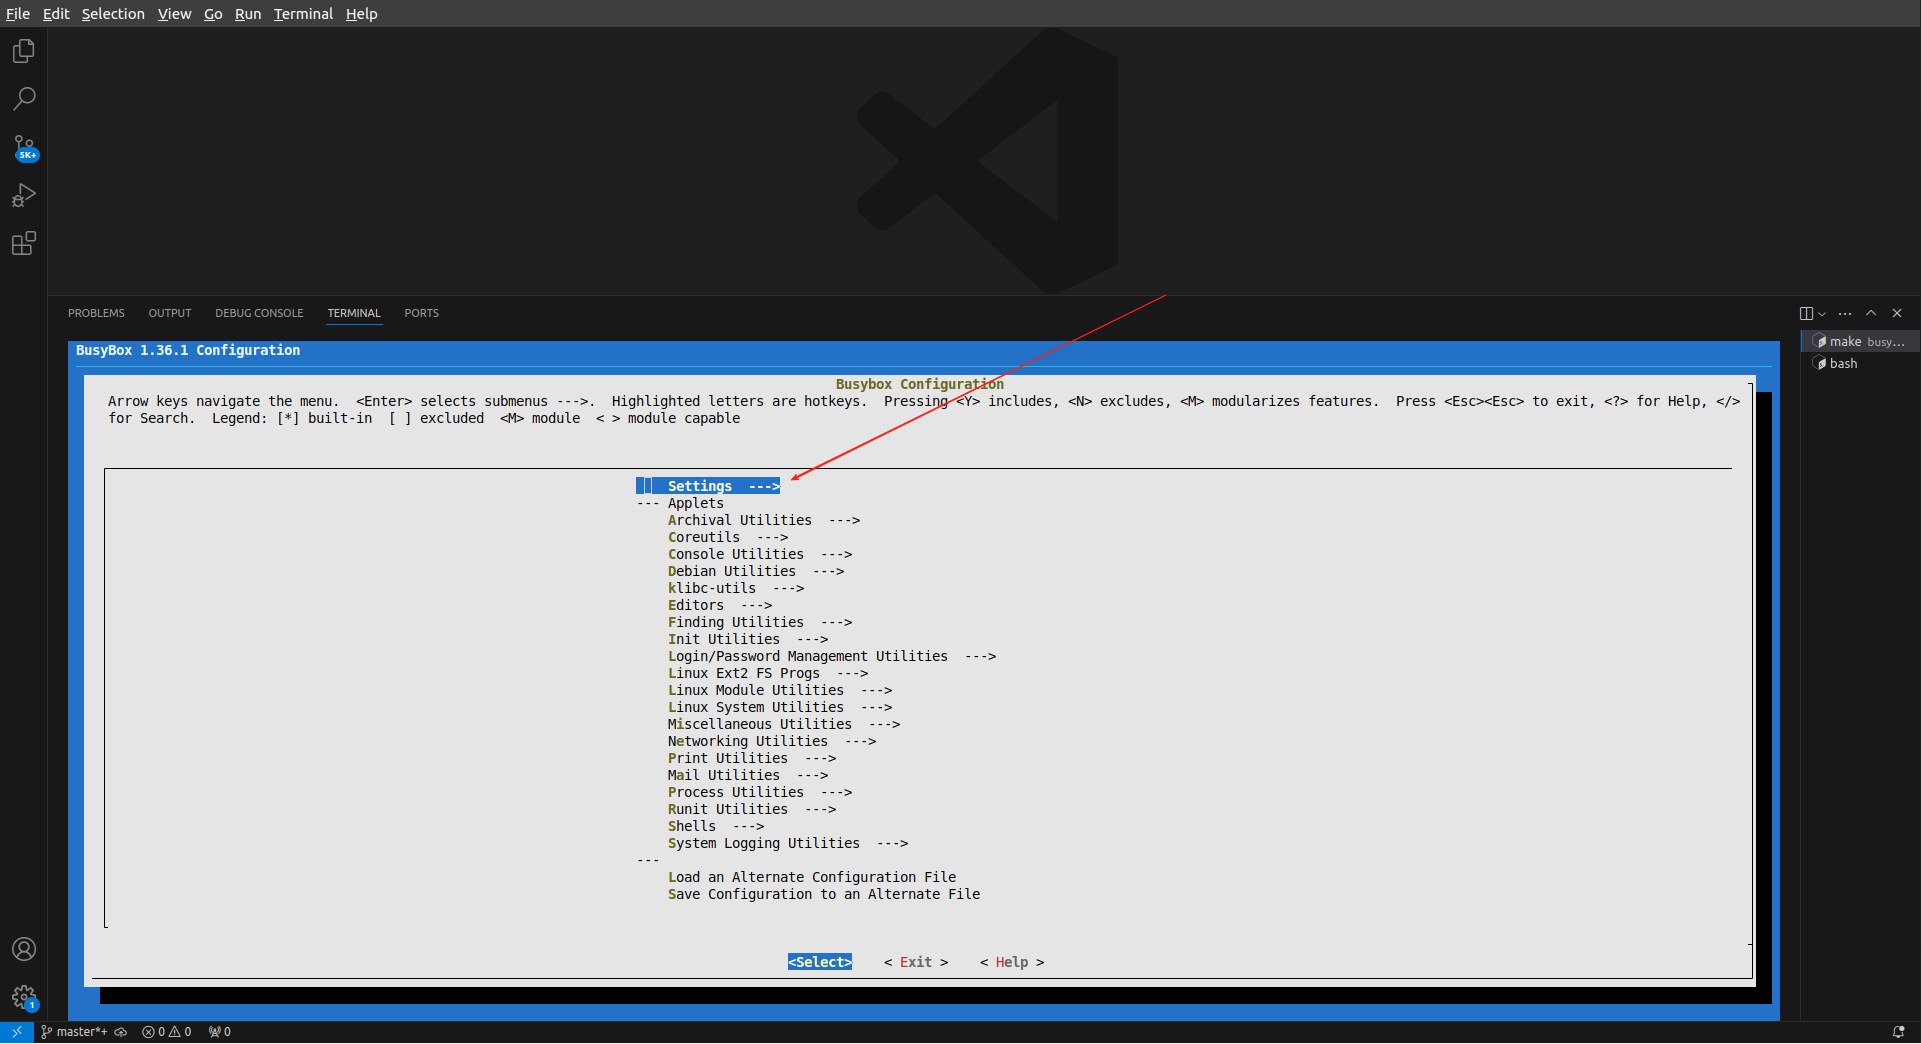 File Edit Selection View Go Run Terminal Help
5K+
PROBLEMS OUTPUT DEBUG CONSOLE TERMINAL PORTS
make busy...
bash
BusyBox 1.36.1 Configuration
Busybox Configuration
Arrow keys navigate the menu.  <Enter> selects submenus --->.  Highlighted letters are hotkeys.  Pressing <Y> includes, <N> excludes, <M> modularizes features.  Press <Esc><Esc> to exit, <?> for Help, </>
for Search.  Legend: [*] built-in  [ ] excluded  <M> module  < > module capable
Settings  --->
--- Applets
Archival Utilities  --->
Coreutils  --->
Console Utilities  --->
Debian Utilities  --->
klibc-utils  --->
Editors  --->
Finding Utilities  --->
Init Utilities  --->
Login/Password Management Utilities  --->
Linux Ext2 FS Progs  --->
Linux Module Utilities  --->
Linux System Utilities  --->
Miscellaneous Utilities  --->
Networking Utilities  --->
Print Utilities  --->
Mail Utilities  --->
Process Utilities  --->
Runit Utilities  --->
Shells  --->
System Logging Utilities  --->
---
Load an Alternate Configuration File
Save Configuration to an Alternate File
<Select>    < Exit >    < Help >
1
master*+ 0 0 0